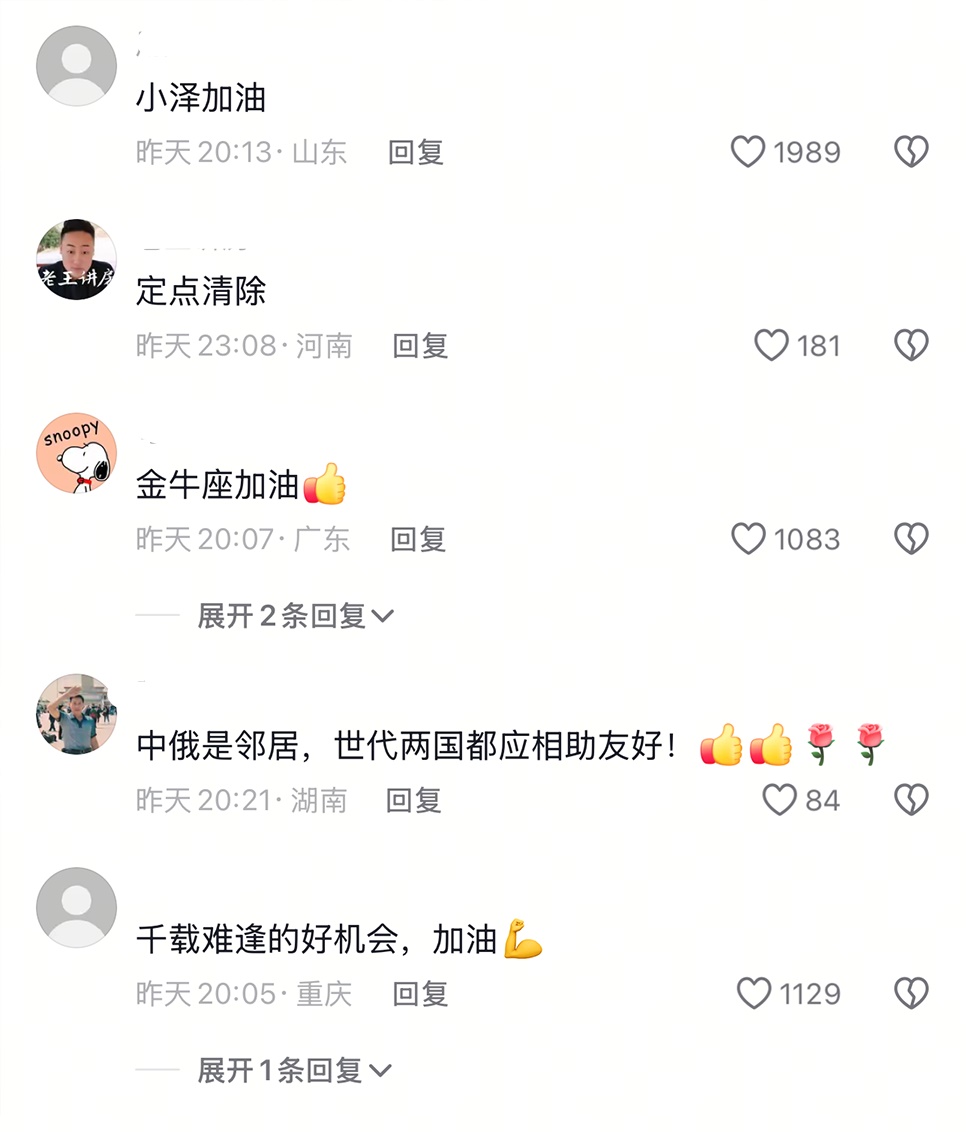 小泽加油
昨天 20:13 · 山东 回复 1989
老王讲房
定点清除
昨天 23:08 · 河南 回复 181
snoopy
金牛座加油👍
昨天 20:07 · 广东 回复 1083
展开 2 条回复
中俄是邻居，世代两国都应相助友好！👍👍🌹🌹
昨天 20:21 · 湖南 回复 84
千载难逢的好机会，加油💪
昨天 20:05 · 重庆 回复 1129
展开 1 条回复